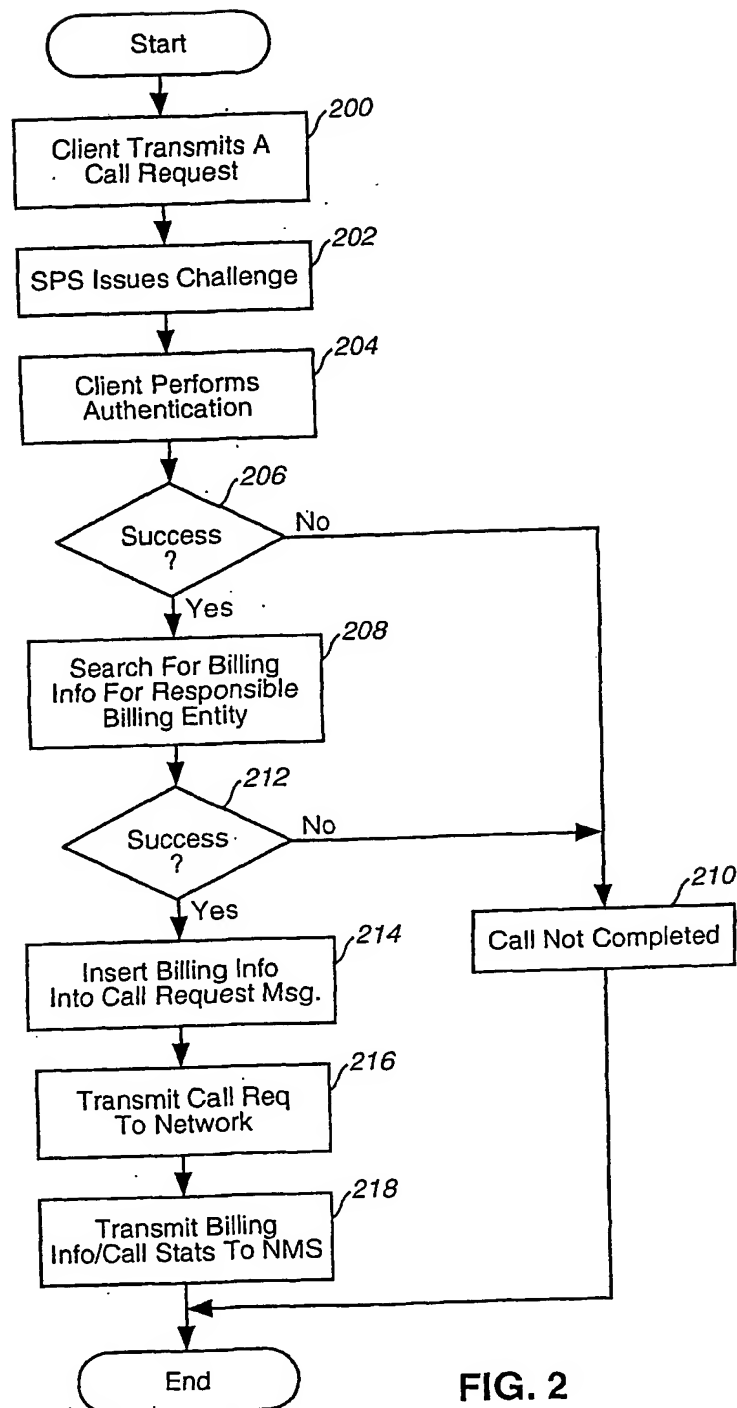 Start
200
Client Transmits A
Call Request
202
SPS Issues Challenge
204
Client Performs
Authentication
206
Success
?
No
Yes
208
Search For Billing
Info For Responsible
Billing Entity
212
Success
?
No
Yes
210
Call Not Completed
214
Insert Billing Info
Into Call Request Msg.
216
Transmit Call Req
To Network
218
Transmit Billing
Info/Call Stats To NMS
End
FIG. 2